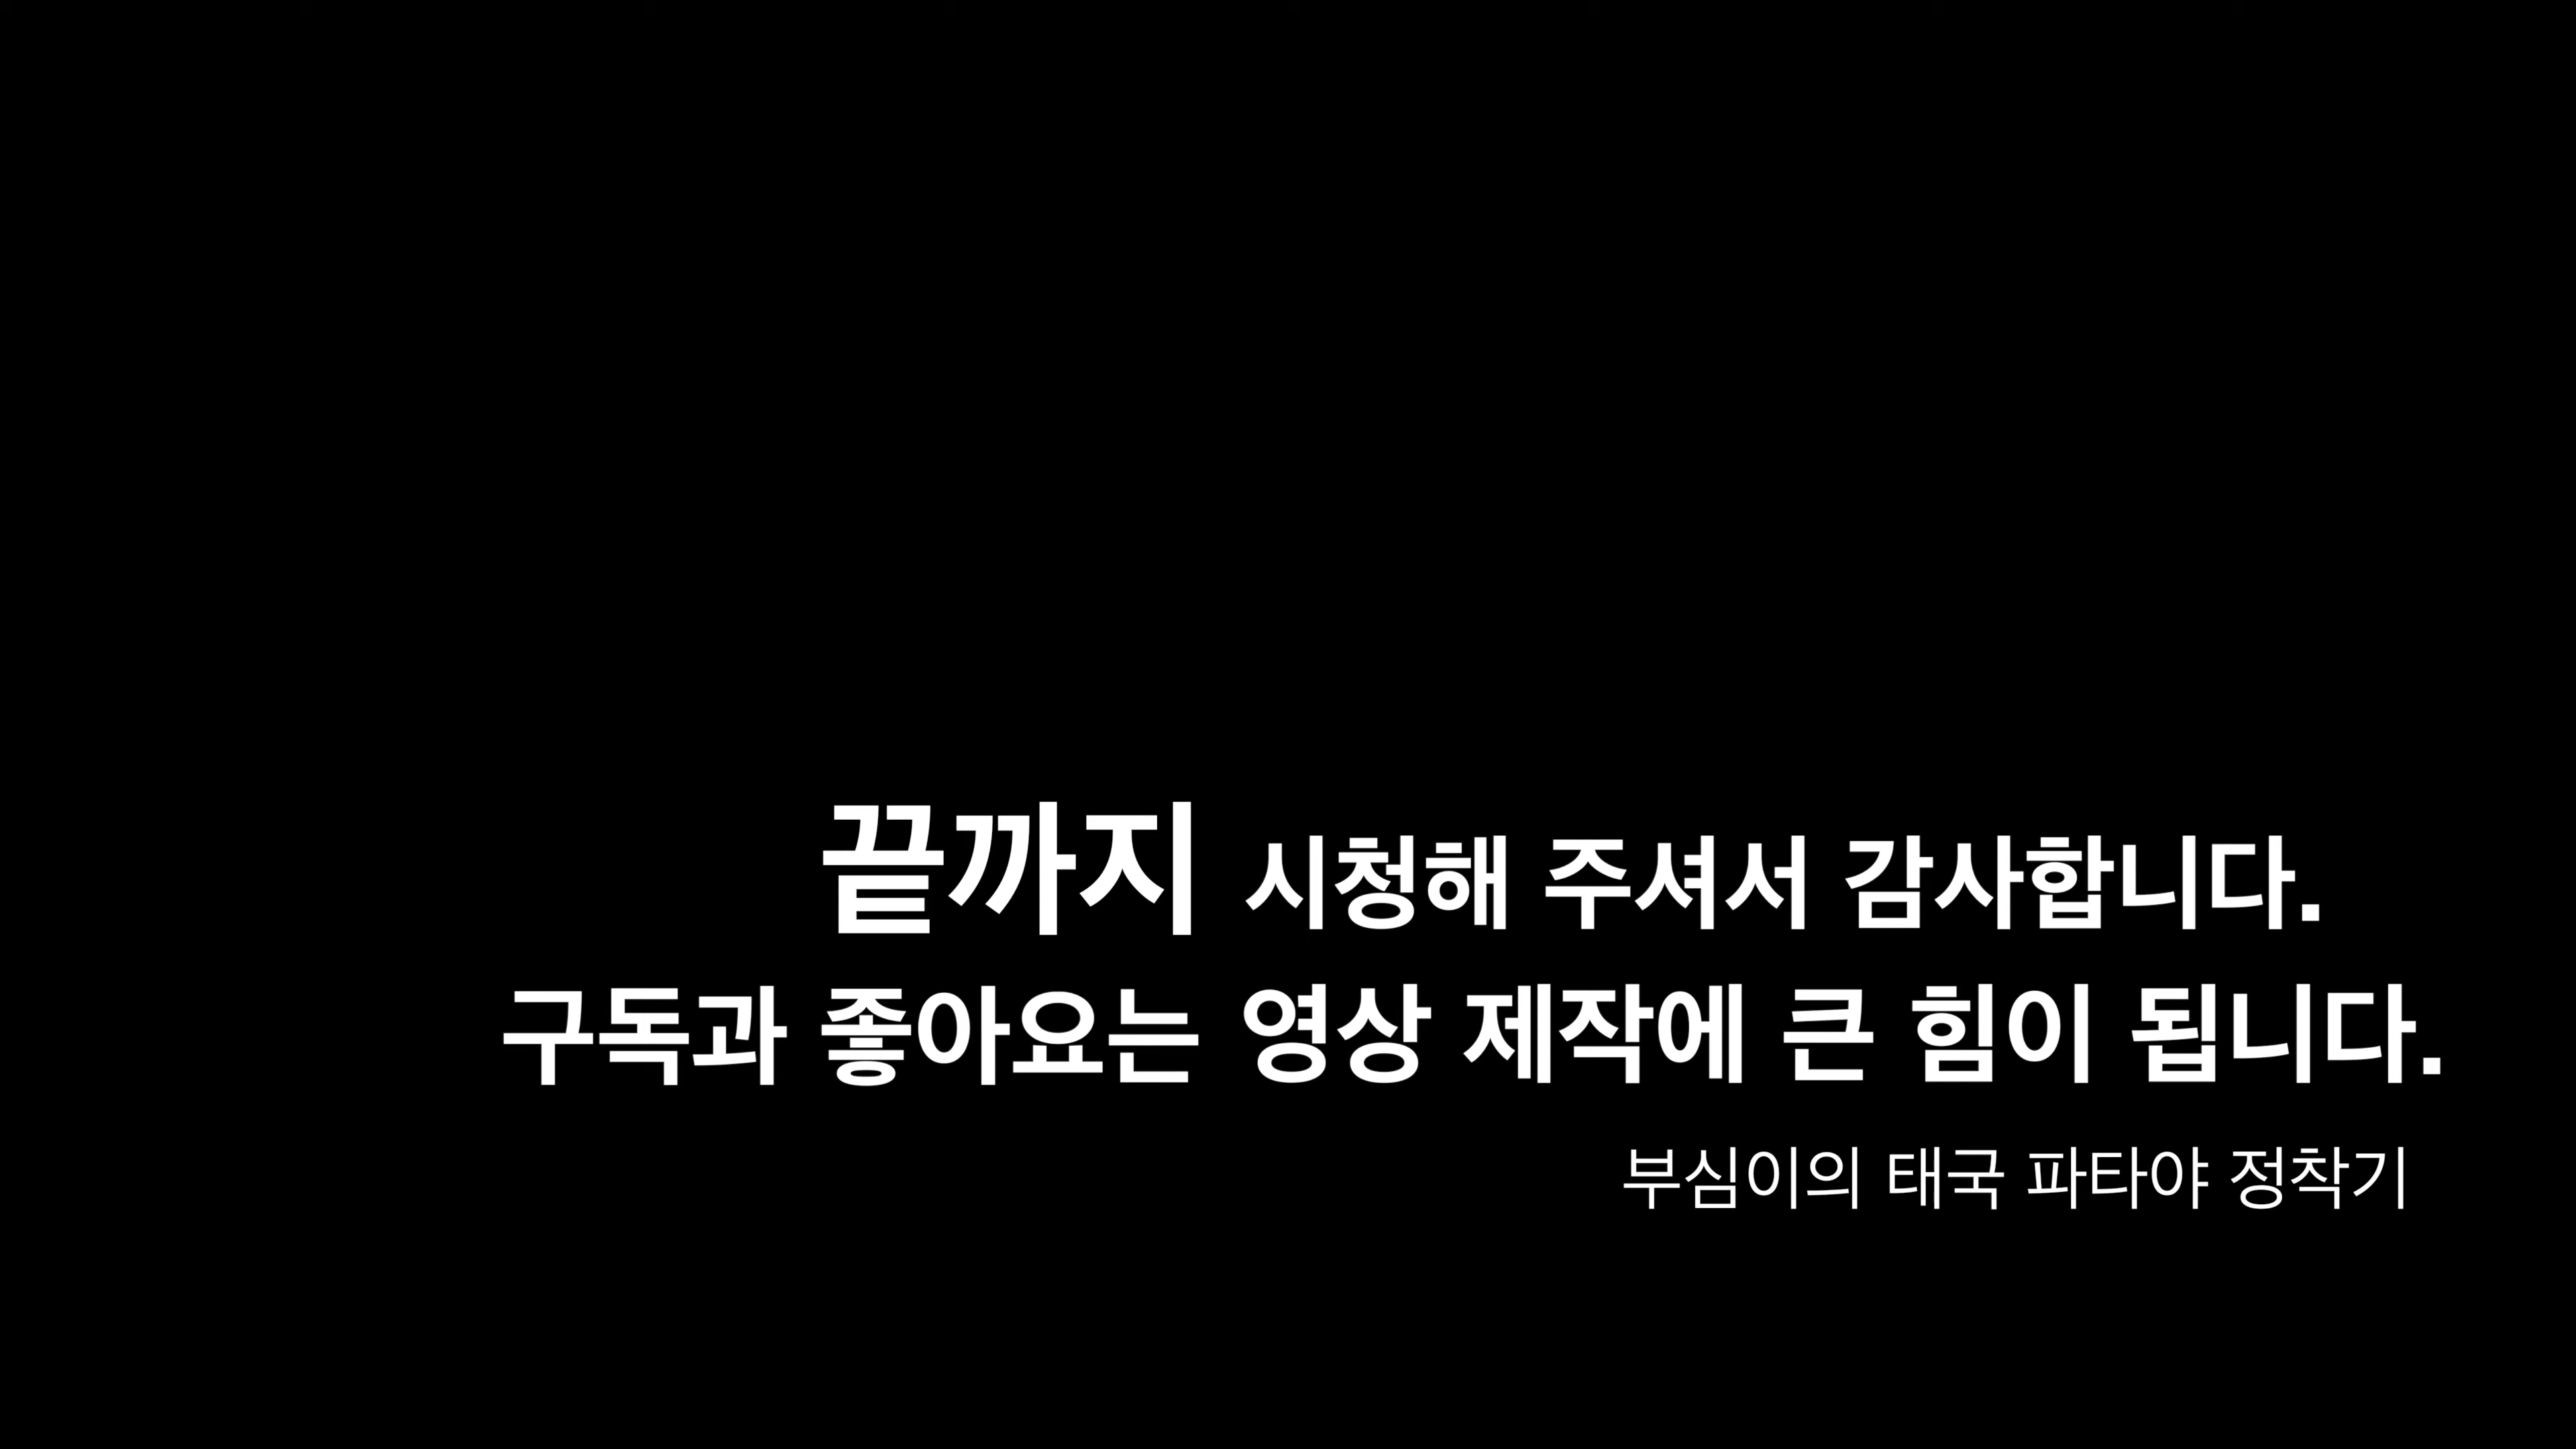 끝까지 시청해 주셔서 감사합니다.
구독과 좋아요는 영상 제작에 큰 힘이 됩니다.
부심이의 태국 파타야 정착기